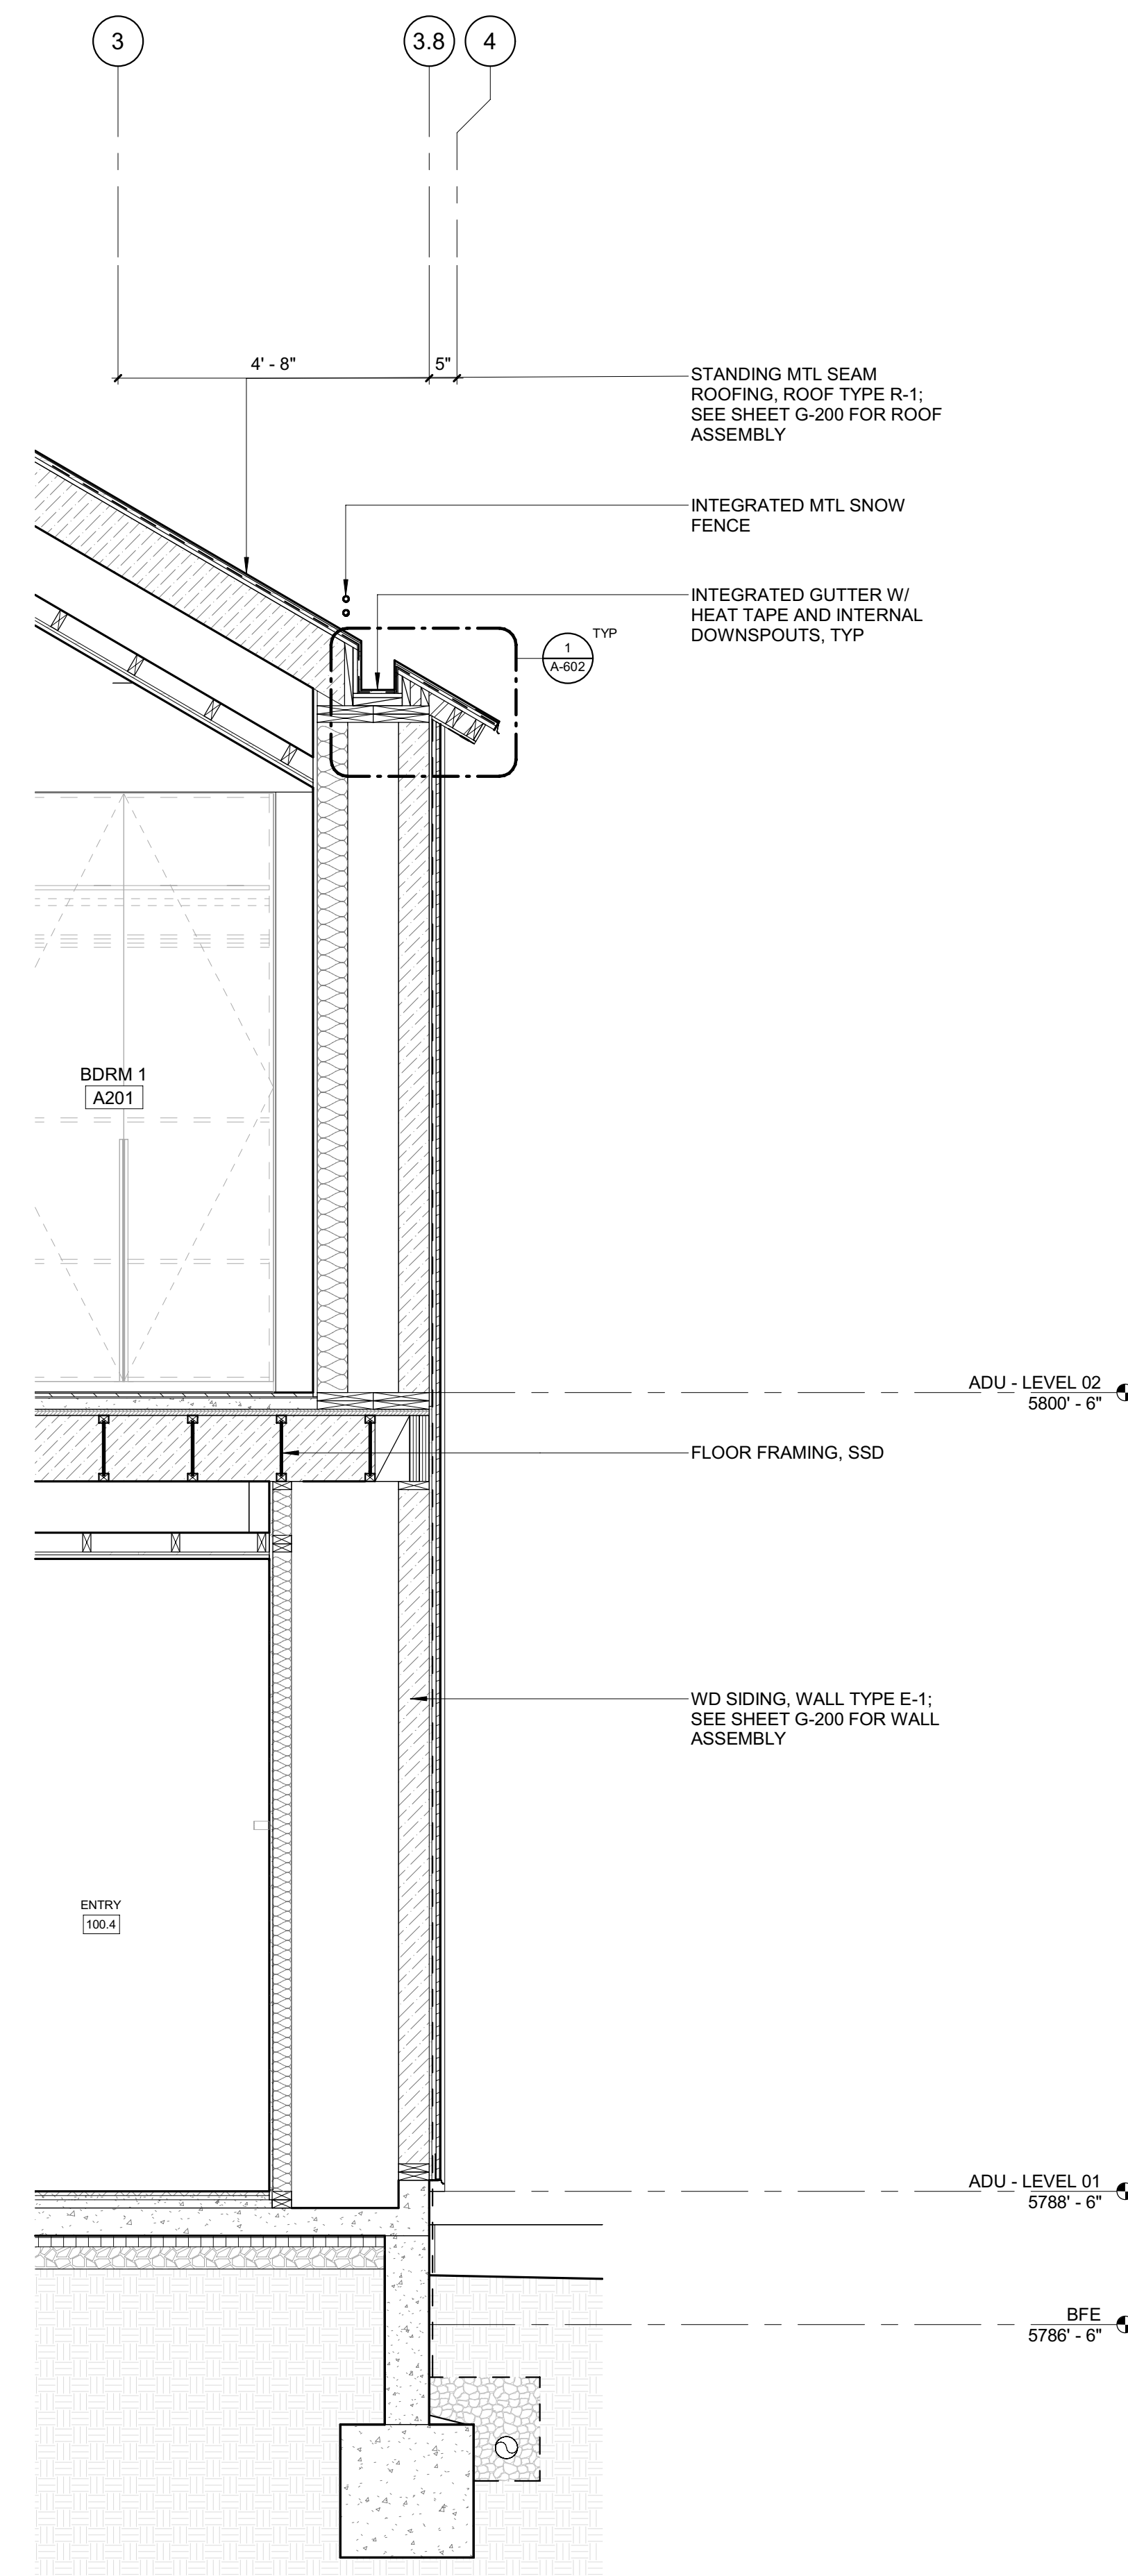 3
3.8
4
4' - 8"
5"
STANDING MTL SEAM
ROOFING, ROOF TYPE R-1;
SEE SHEET G-200 FOR ROOF
ASSEMBLY
INTEGRATED MTL SNOW
FENCE
INTEGRATED GUTTER W/
HEAT TAPE AND INTERNAL
DOWNSPOUTS, TYP
TYP
1
A-602
BDRM 1
A201
ADU - LEVEL 02
5800' - 6"
FLOOR FRAMING, SSD
WD SIDING, WALL TYPE E-1;
SEE SHEET G-200 FOR WALL
ASSEMBLY
ENTRY
100.4
ADU - LEVEL 01
5788' - 6"
BFE
5786' - 6"